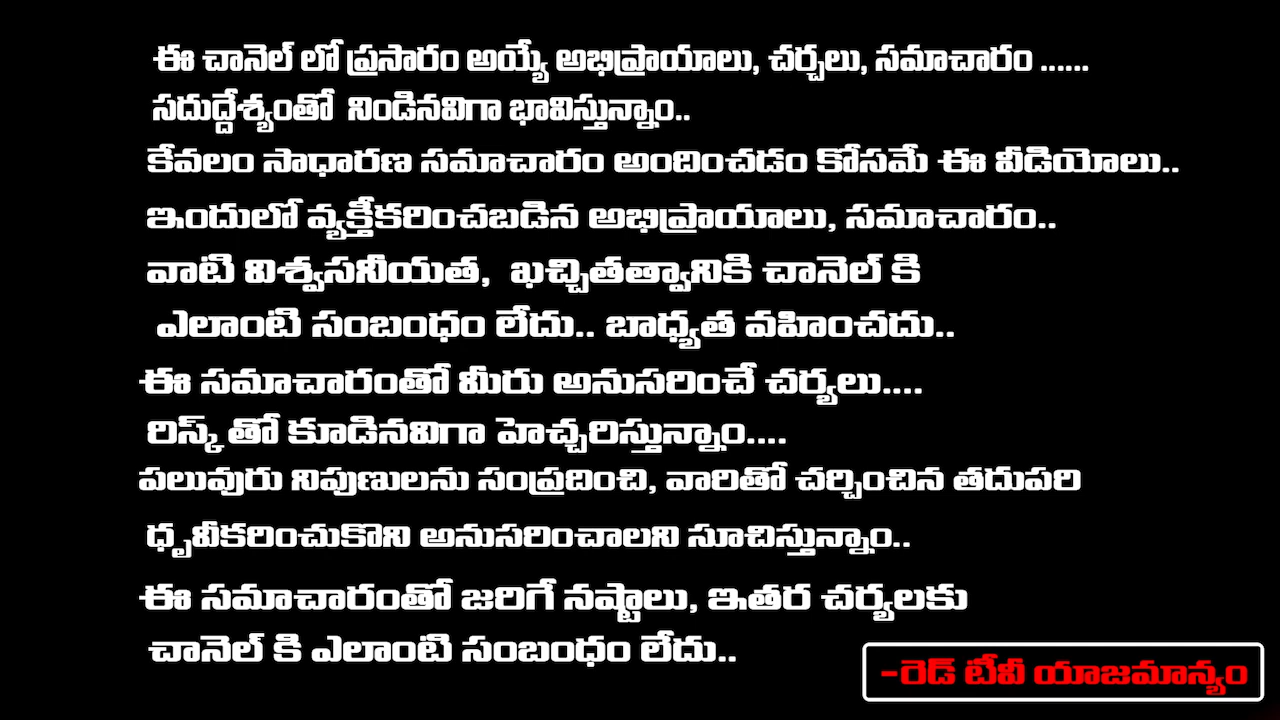 ఈ చానెల్ లో ప్రసారం అయ్యే అభిప్రాయాలు, చర్చలు, సమాచారం ......
సదుద్దేశ్యంతో నిండినవిగా భావిస్తున్నాం..
కేవలం సాధారణ సమాచారం అందించడం కోసమే ఈ వీడియోలు..
ఇందులో వ్యక్తీకరించబడిన అభిప్రాయాలు, సమాచారం..
వాటి విశ్వసనీయత, ఖచ్చితత్వానికి చానెల్ కి
ఎలాంటి సంబంధం లేదు.. బాధ్యత వహించదు..
ఈ సమాచారంతో మీరు అనుసరించే చర్యలు....
రిస్క్ తో కూడినవిగా హెచ్చరిస్తున్నాం....
పలువురు నిపుణులను సంప్రదించి, వారితో చర్చించిన తదుపరి
ధృవీకరించుకొని అనుసరించాలని సూచిస్తున్నాం..
ఈ సమాచారంతో జరిగే నష్టాలు, ఇతర చర్యలకు
చానెల్ కి ఎలాంటి సంబంధం లేదు..
-రెడ్ టీవీ యాజమాన్యం